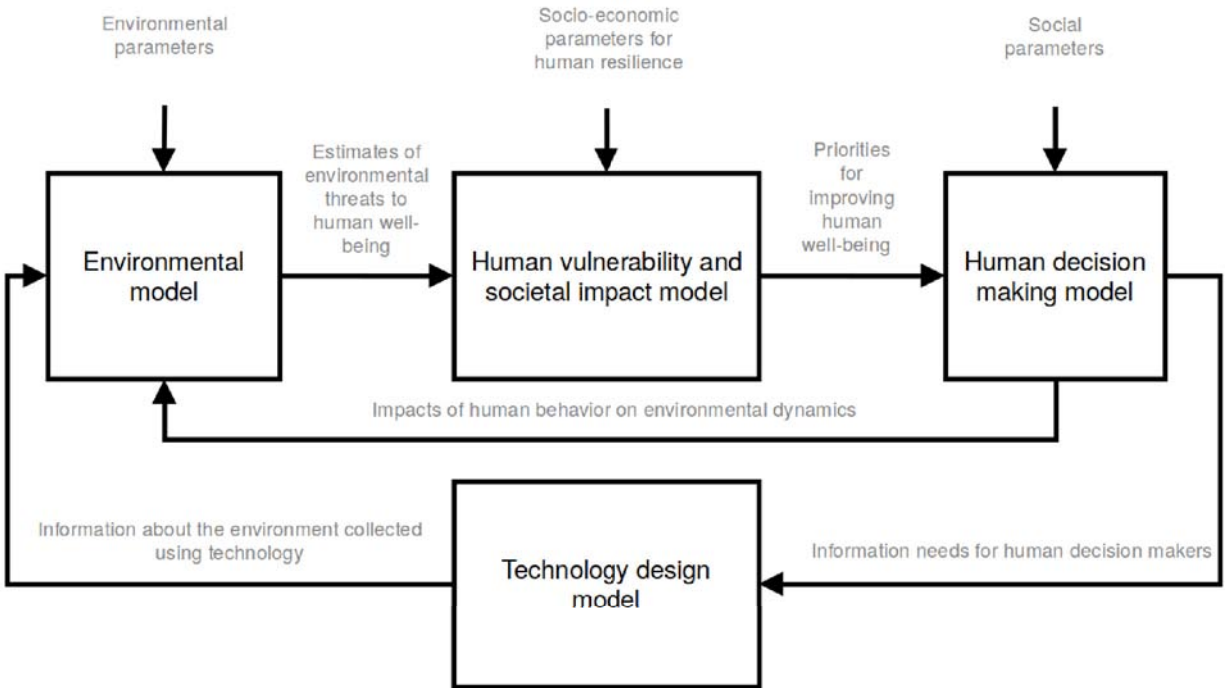 Environmental
parameters
Socio-economic
parameters for
human resilience
Social
parameters
Estimates of
environmental
threats to
human well-
being
Priorities
for
improving
human
well-being
Environmental
model
Human vulnerability and
societal impact model
Human decision
making model
Impacts of human behavior on environmental dynamics
Information about the environment collected
using technology
Technology design
model
Information needs for human decision makers